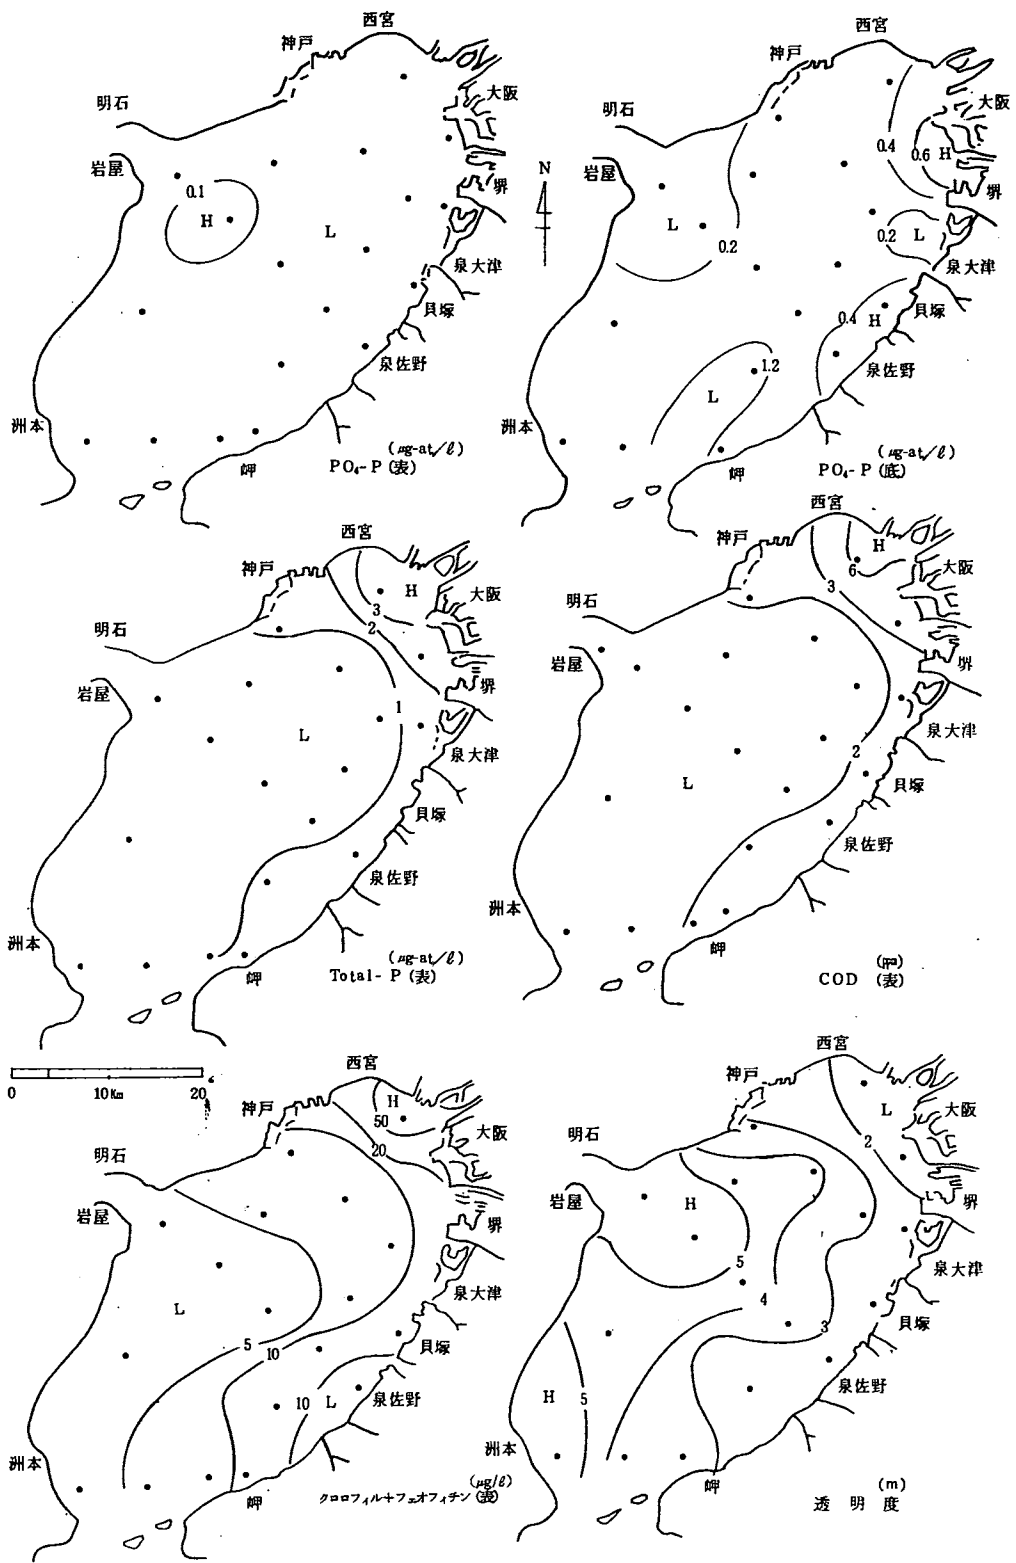 西宮
神戸
明石
大阪
岩屋
堺
0.1
H
L
N
泉大津
貝塚
泉佐野
洲本
岬
(μg-at/ℓ)
PO₄-P (表)
西宮
神戸
明石
大阪
岩屋
堺
0.4
0.6
H
L
0.2
0.2
L
泉大津
0.4
H
貝塚
1.2
L
泉佐野
洲本
岬
(μg-at/ℓ)
PO₄-P (底)
西宮
神戸
明石
H
大阪
3
2
岩屋
堺
1
L
泉大津
貝塚
泉佐野
洲本
岬
(μg-at/ℓ)
Total-P (表)
西宮
神戸
明石
H
6
大阪
3
岩屋
堺
泉大津
2
L
貝塚
泉佐野
洲本
岬
(ppm)
COD (表)
0 10Km 20
西宮
神戸
明石
H
50
大阪
20
岩屋
堺
泉大津
L
5
10
貝塚
10
L
泉佐野
洲本
岬
(μg/ℓ)
クロロフィル+フェオフィチン(表)
西宮
神戸
明石
L
大阪
2
岩屋
H
堺
5
泉大津
4
3
貝塚
H
5
泉佐野
洲本
岬
(m)
透明度